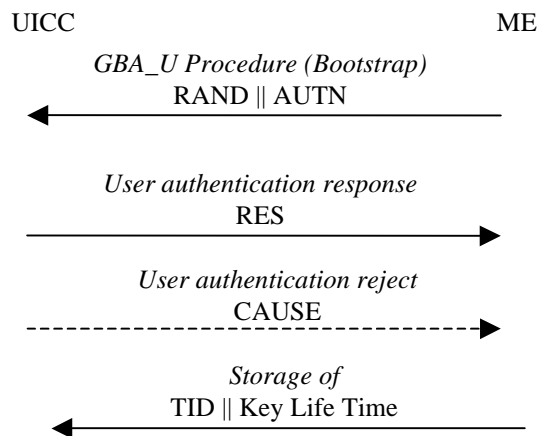 UICC ME
GBA_U Procedure (Bootstrap)
RAND || AUTN
User authentication response
RES
User authentication reject
CAUSE
Storage of
TID || Key Life Time